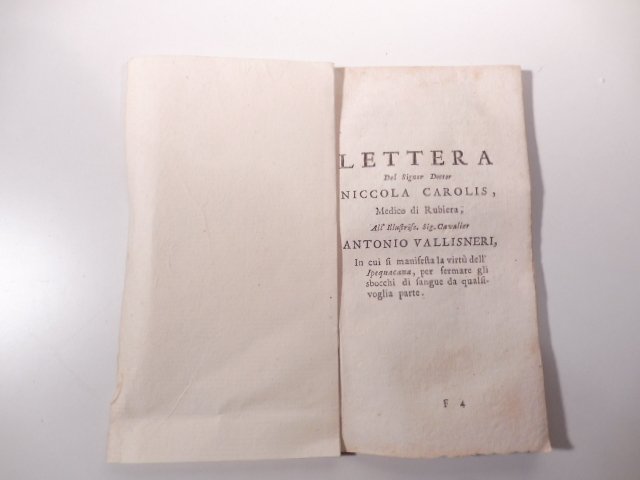 LETTERA
Del Signor Dottor
NICCOLA CAROLIS,
Medico di Rubiera;
All' Illuſtriſs. Sig. Cavalier
ANTONIO VALLISNERI,
In cui ſi manifeſta la virtù dell'
Ipequacana, per fermare gli
sbocchi di ſangue da qualſi-
voglia parte.
F 4